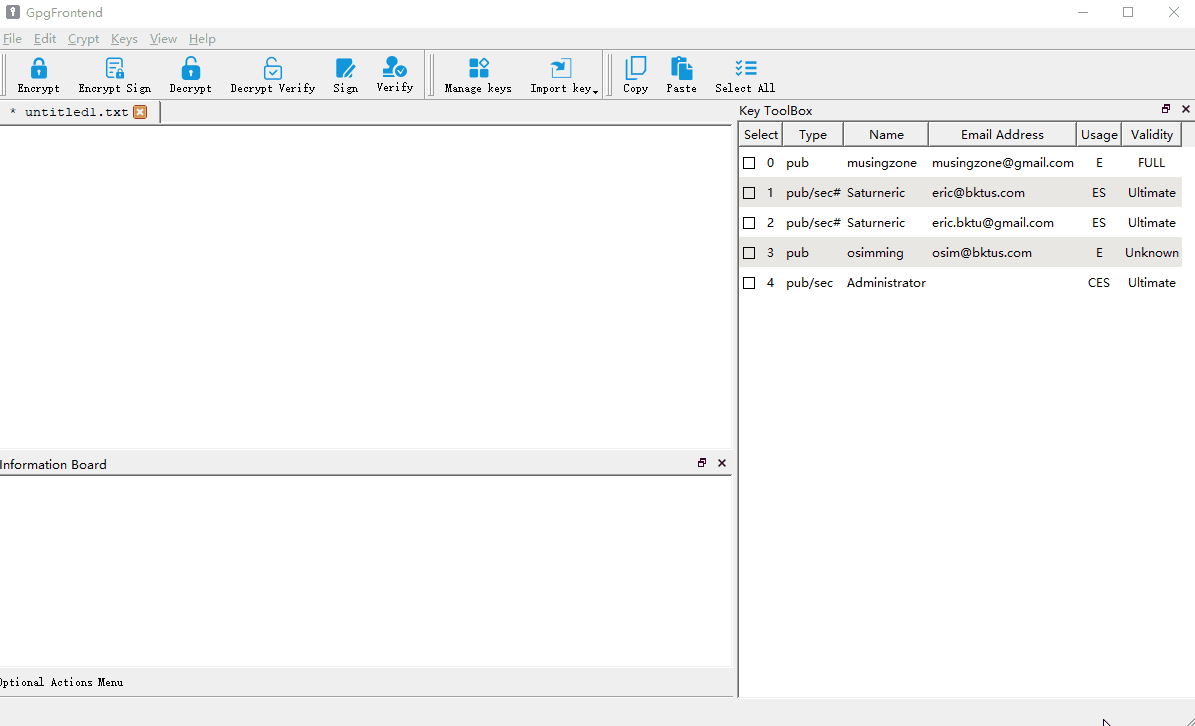 GpgFrontend
File Edit Crypt Keys View Help
Encrypt Encrypt Sign Decrypt Decrypt Verify Sign Verify Manage keys Import key Copy Paste Select All
* untitled1.txt
Key ToolBox
Select Type Name Email Address Usage Validity
0 pub musingzone musingzone@gmail.com E FULL
1 pub/sec# Saturneric eric@bktus.com ES Ultimate
2 pub/sec# Saturneric eric.bktu@gmail.com ES Ultimate
3 pub osimming osim@bktus.com E Unknown
4 pub/sec Administrator CES Ultimate
Information Board
Optional Actions Menu